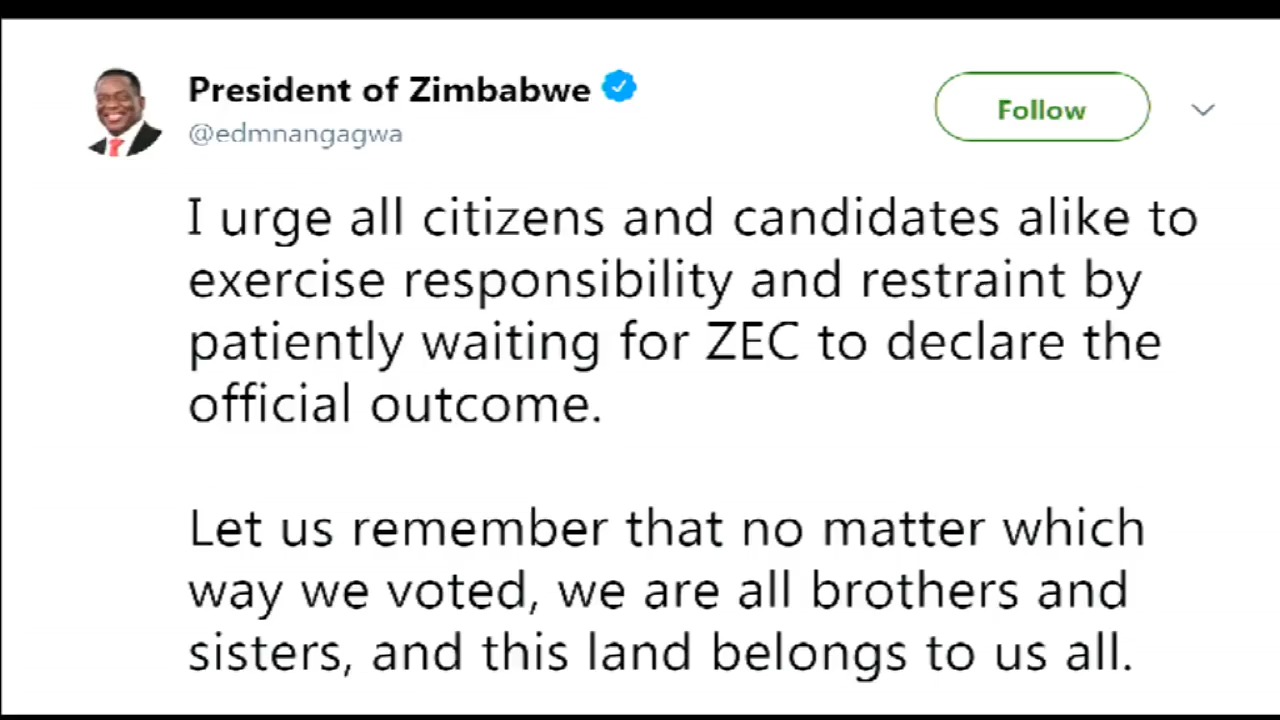 President of Zimbabwe
@edmnangagwa
Follow
I urge all citizens and candidates alike to
exercise responsibility and restraint by
patiently waiting for ZEC to declare the
official outcome.
Let us remember that no matter which
way we voted, we are all brothers and
sisters, and this land belongs to us all.